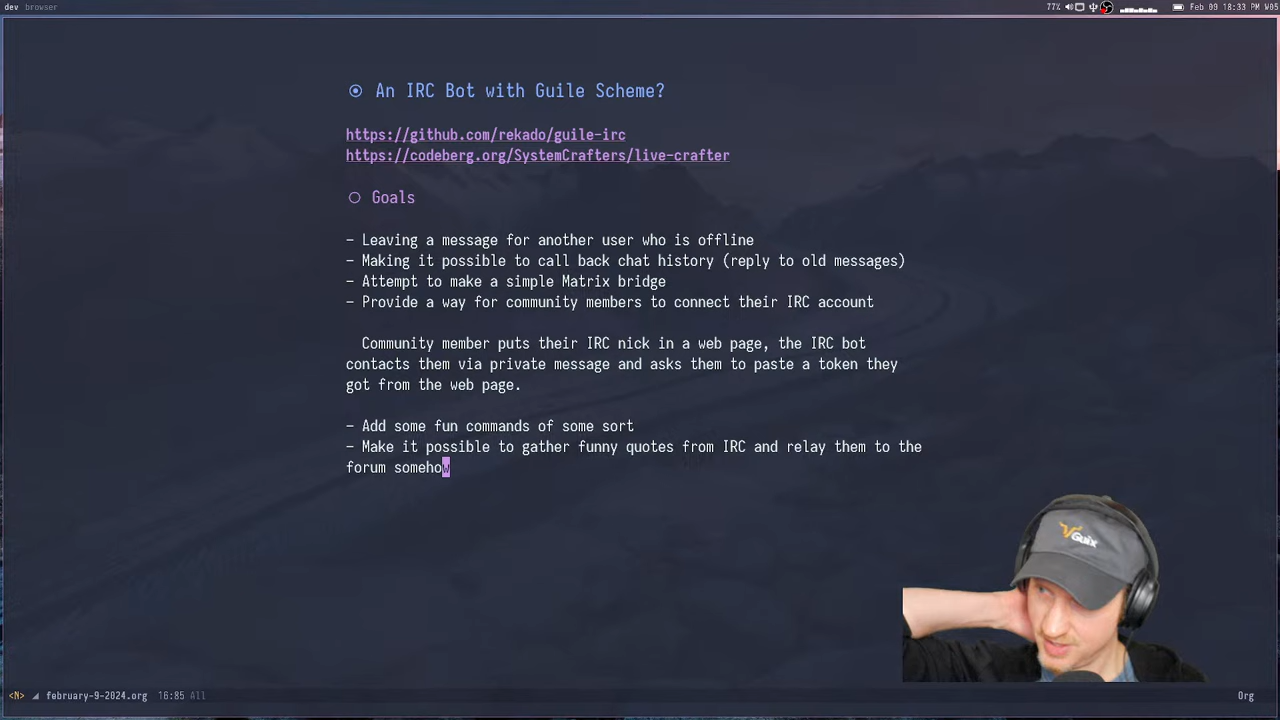 dev browser
77% Feb 09 18:33 PM W05
An IRC Bot with Guile Scheme?
https://github.com/rekado/guile-irc
https://codeberg.org/SystemCrafters/live-crafter
Goals
- Leaving a message for another user who is offline
- Making it possible to call back chat history (reply to old messages)
- Attempt to make a simple Matrix bridge
- Provide a way for community members to connect their IRC account
Community member puts their IRC nick in a web page, the IRC bot
contacts them via private message and asks them to paste a token they
got from the web page.
- Add some fun commands of some sort
- Make it possible to gather funny quotes from IRC and relay them to the
forum somehow
Guix
<N> february-9-2024.org 16:85 All
Org